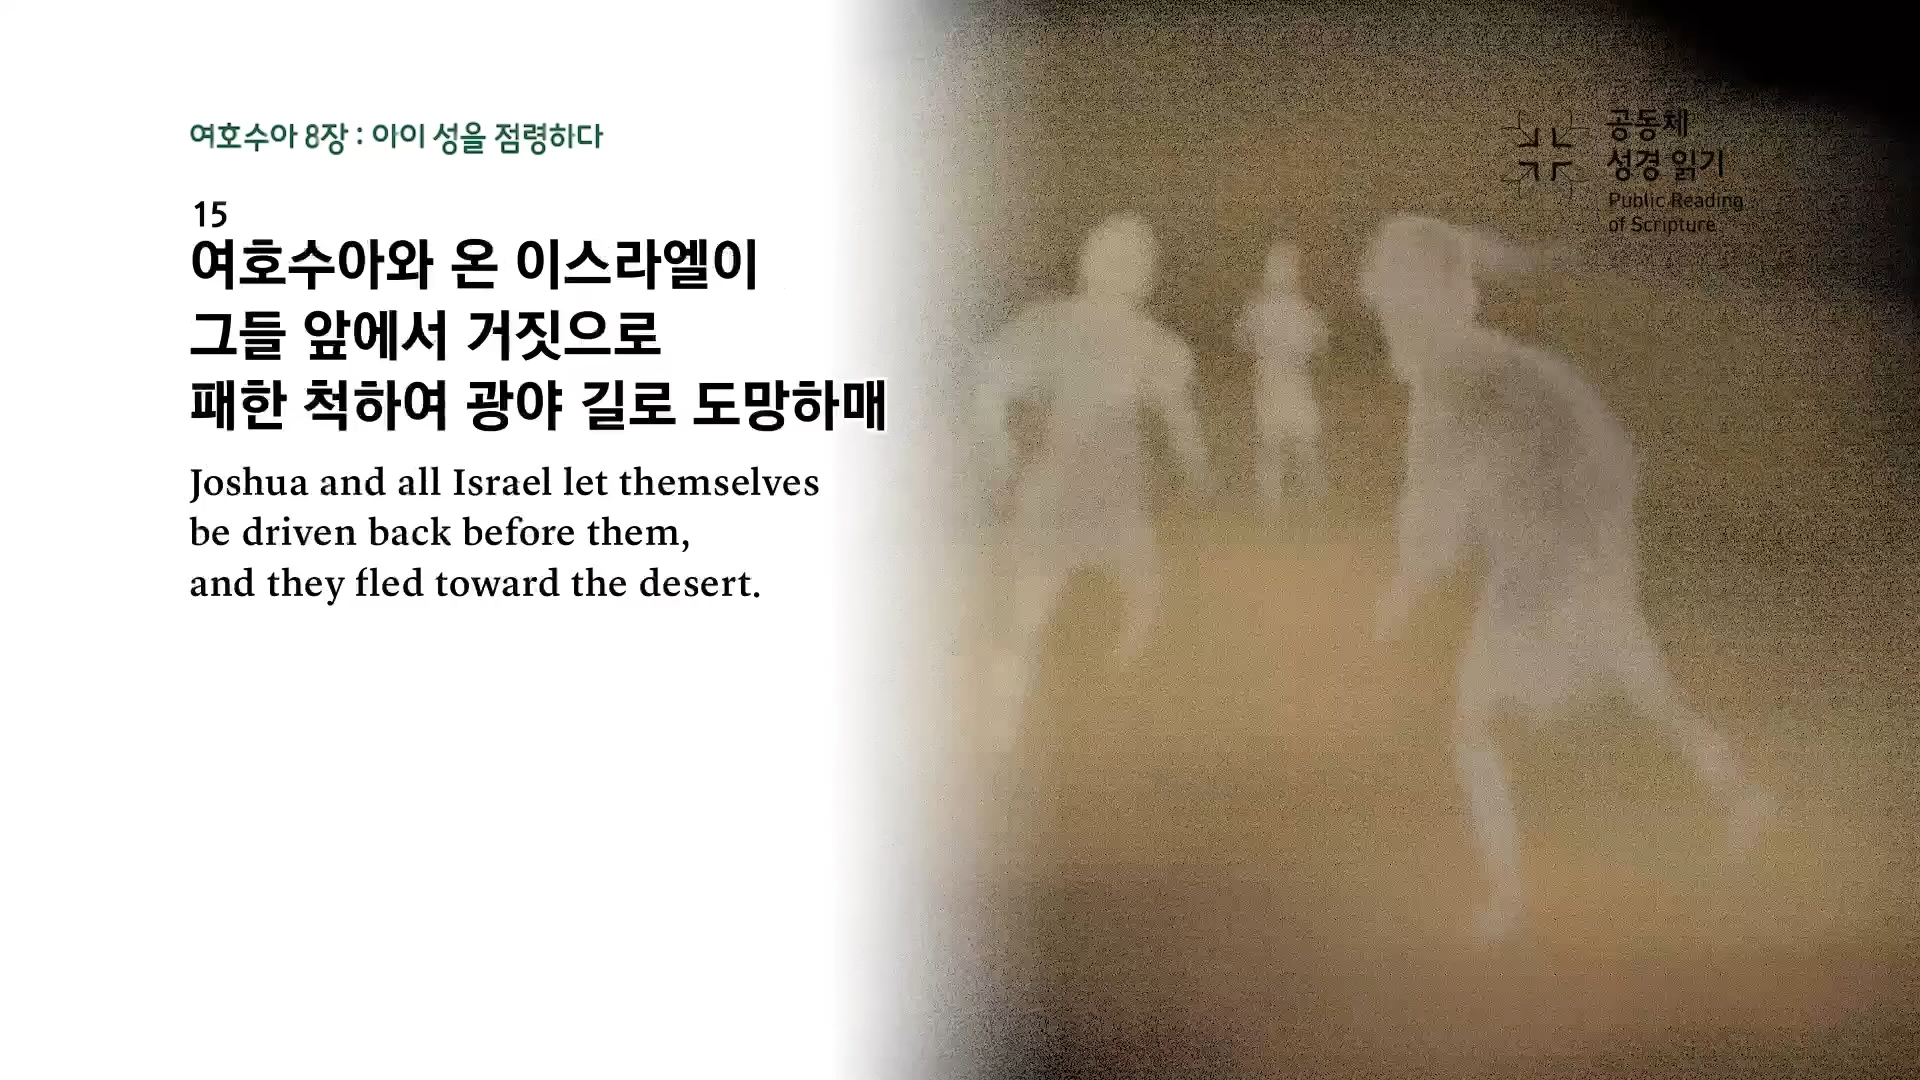 여호수아 8장 : 아이 성을 점령하다
15
여호수아와 온 이스라엘이
그들 앞에서 거짓으로
패한 척하여 광야 길로 도망하매
Joshua and all Israel let themselves
be driven back before them,
and they fled toward the desert.
공동체
성경 읽기
Public Reading
of Scripture